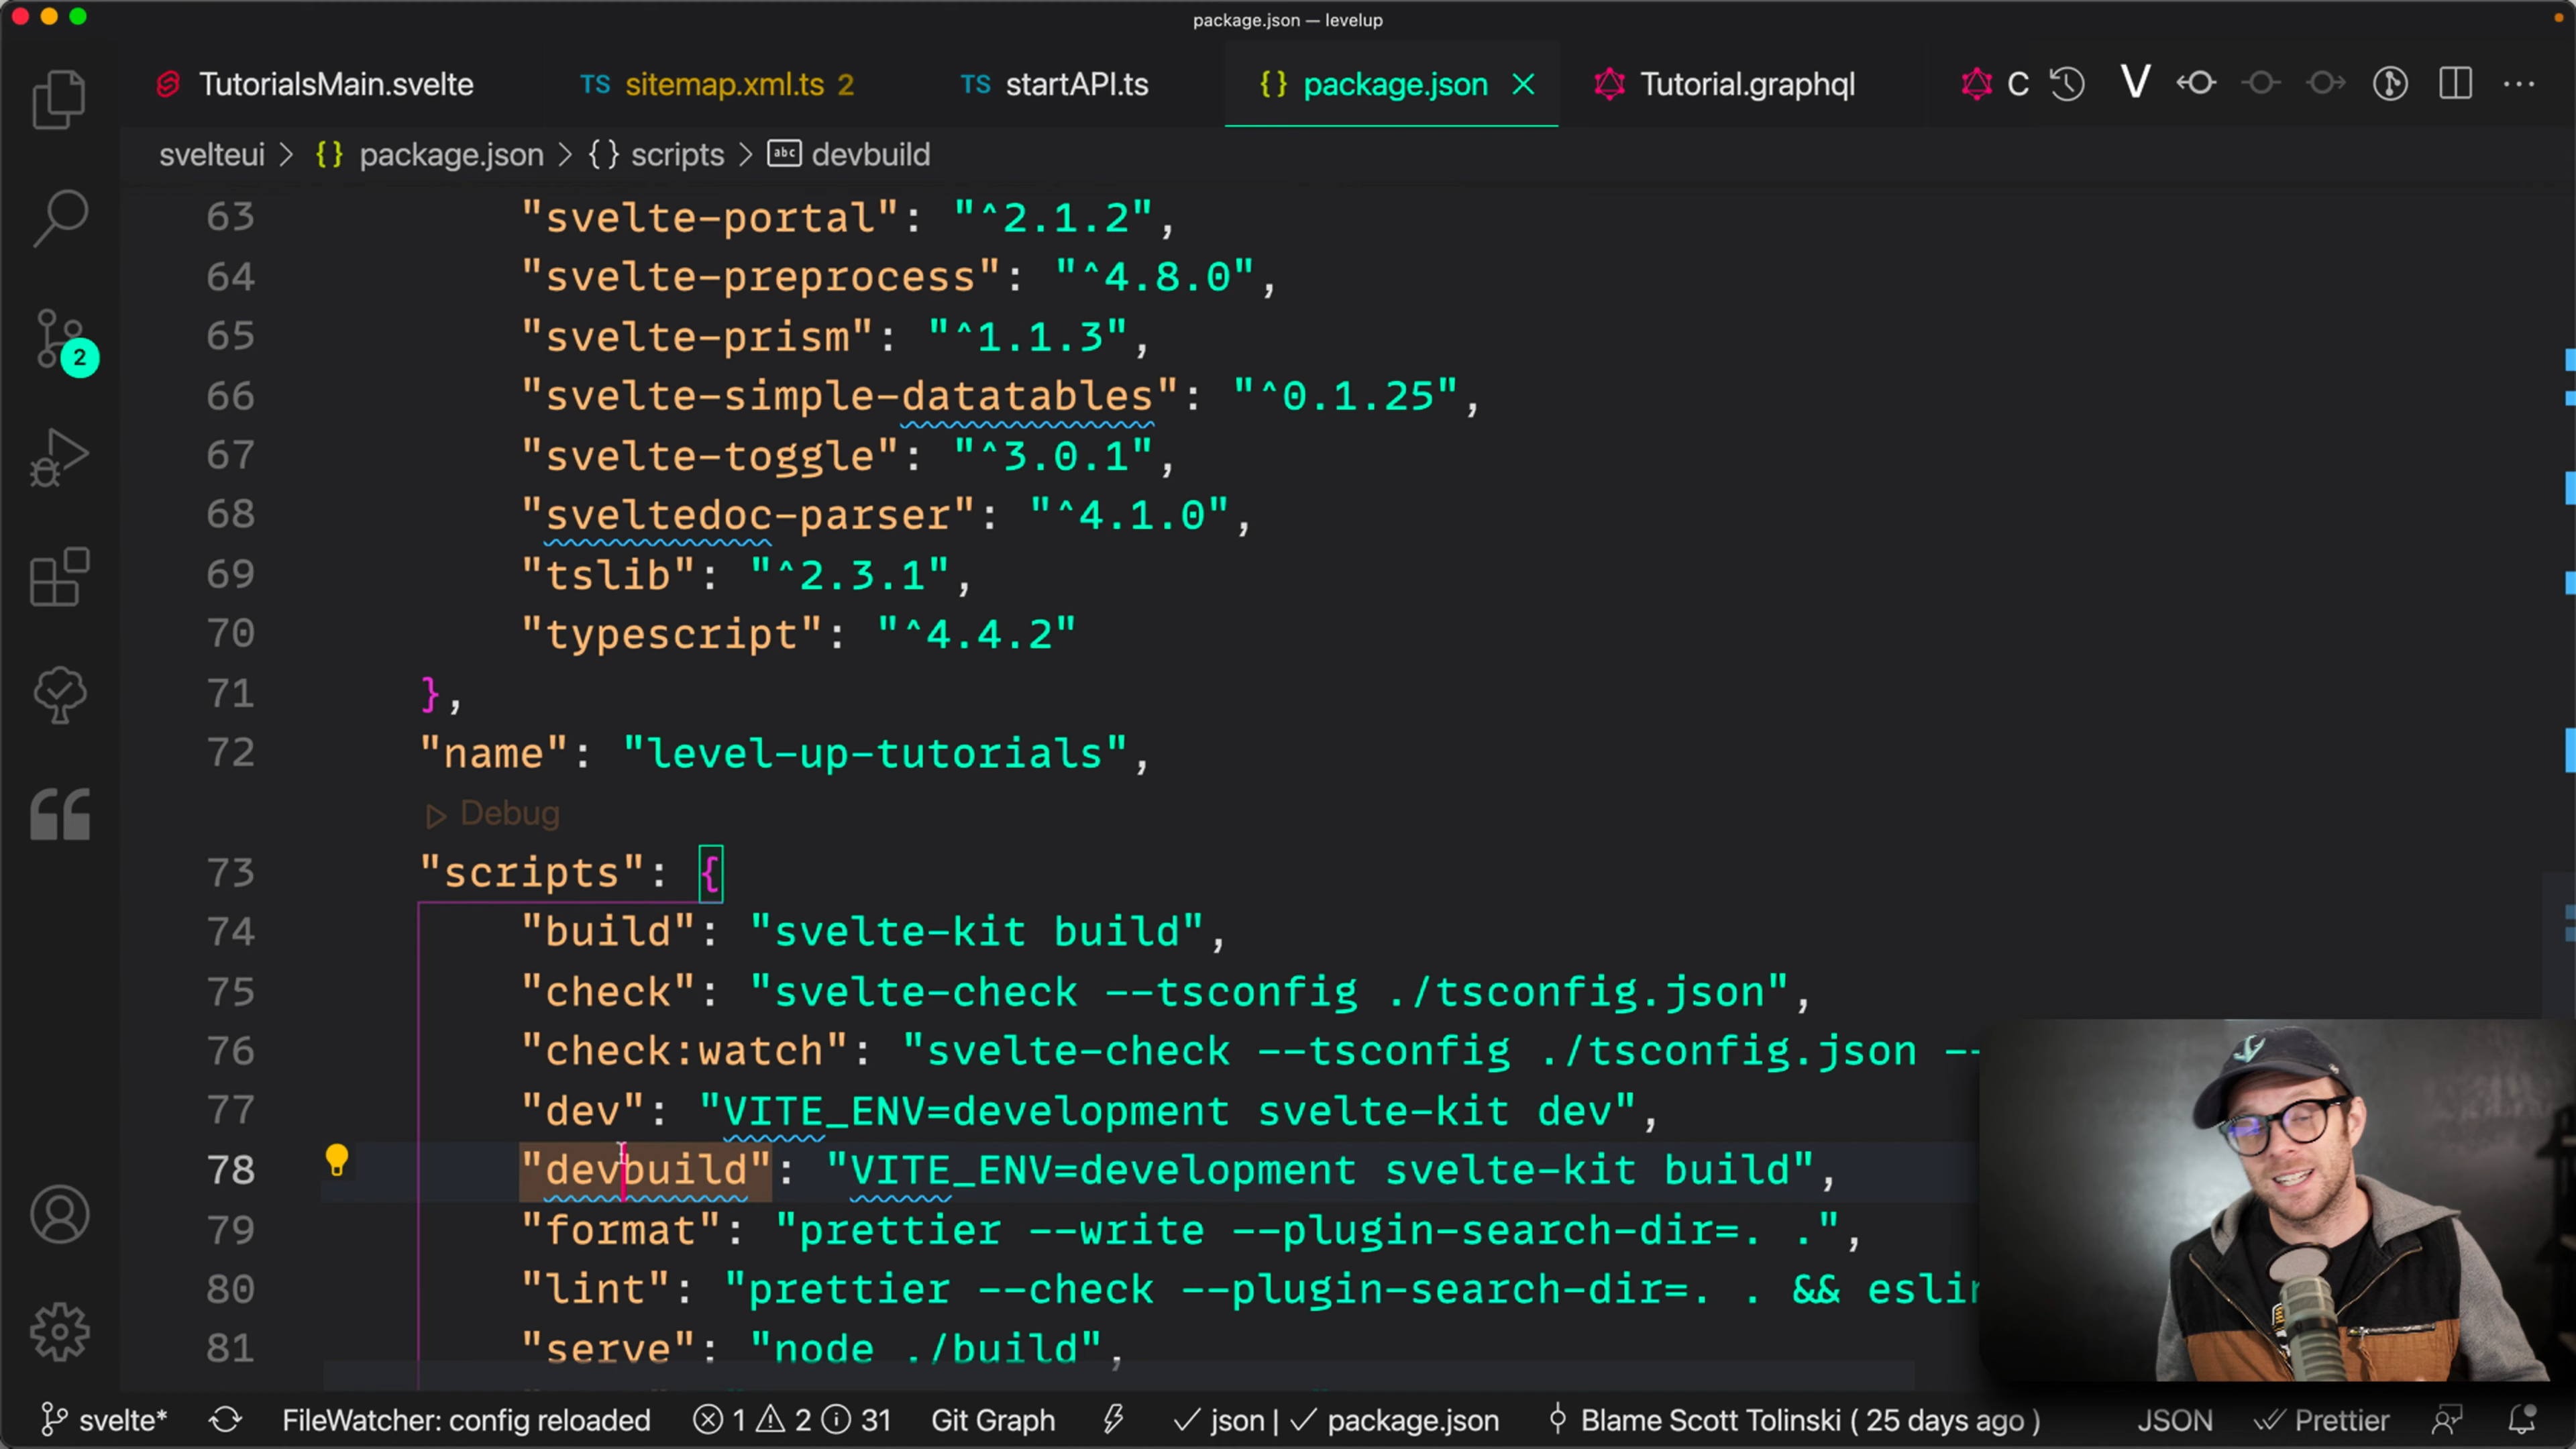 package.json — levelup
TutorialsMain.svelte TS sitemap.xml.ts 2 TS startAPI.ts {} package.json Tutorial.graphql C V ...
svelteui > {} package.json > {} scripts > abc devbuild
63 "svelte-portal": "^2.1.2",
64 "svelte-preprocess": "^4.8.0",
65 "svelte-prism": "^1.1.3",
66 "svelte-simple-datatables": "^0.1.25",
67 "svelte-toggle": "^3.0.1",
68 "sveltedoc-parser": "^4.1.0",
69 "tslib": "^2.3.1",
70 "typescript": "^4.4.2"
71 },
72 "name": "level-up-tutorials",
Debug
73 "scripts": {
74 "build": "svelte-kit build",
75 "check": "svelte-check --tsconfig ./tsconfig.json",
76 "check:watch": "svelte-check --tsconfig ./tsconfig.json --
77 "dev": "VITE_ENV=development svelte-kit dev",
78 "devbuild": "VITE_ENV=development svelte-kit build",
79 "format": "prettier --write --plugin-search-dir=. .",
80 "lint": "prettier --check --plugin-search-dir=. . && eslin
81 "serve": "node ./build",
2
svelte* FileWatcher: config reloaded 1 2 31 Git Graph json | package.json Blame Scott Tolinski ( 25 days ago ) JSON Prettier